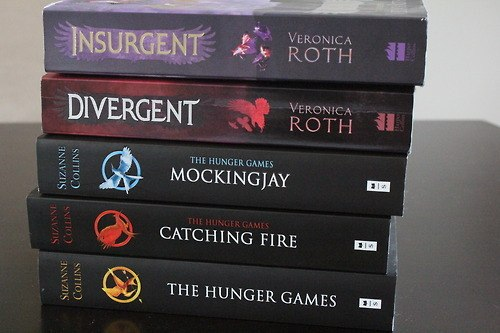 INSURGENT
VERONICA
ROTH
DIVERGENT
VERONICA
ROTH
SUZANNE
COLLINS
THE HUNGER GAMES
MOCKINGJAY
SUZANNE
COLLINS
THE HUNGER GAMES
CATCHING FIRE
SUZANNE
COLLINS
THE HUNGER GAMES